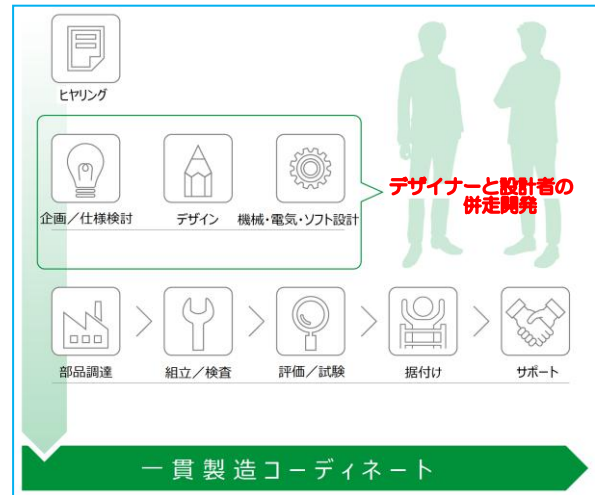 ヒヤリング
企画／仕様検討
デザイン
機械・電気・ソフト設計
デザイナーと設計者の
併走開発
部品調達
組立／検査
評価／試験
据付け
サポート
一貫製造コーディネート